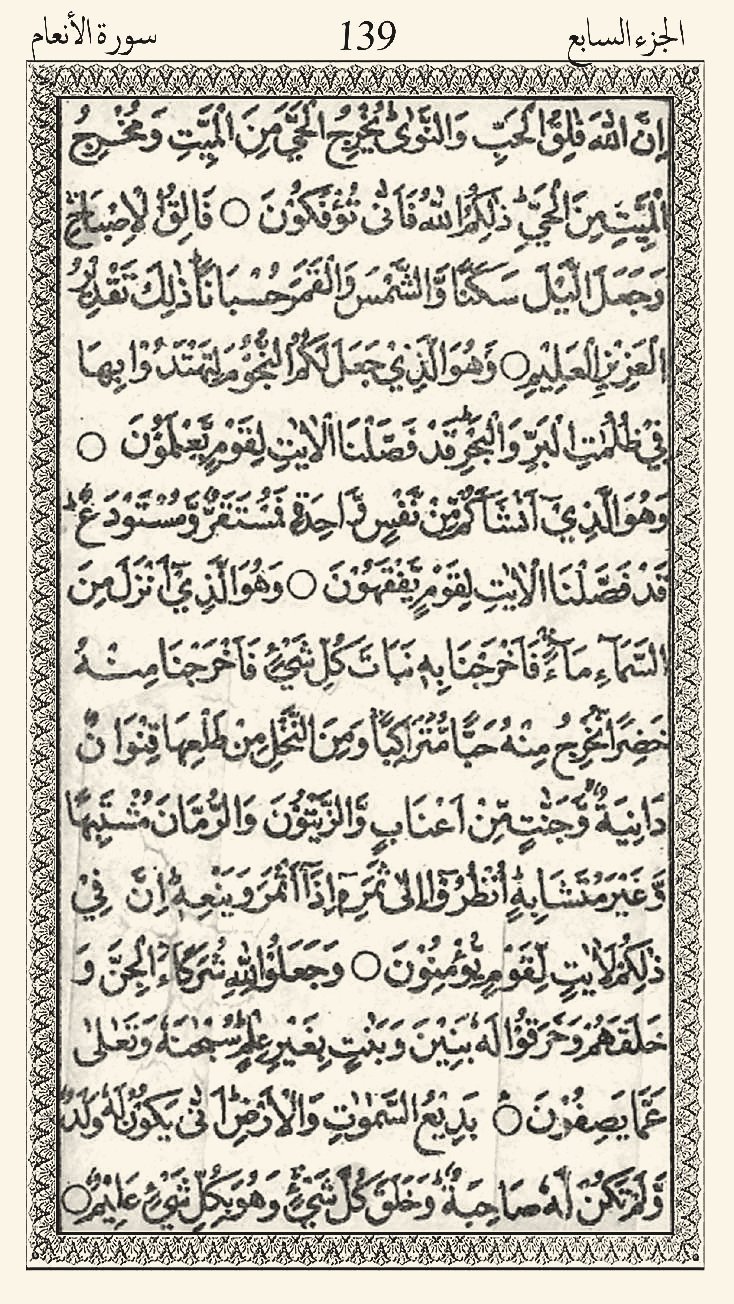 الجزء السابع 139 سورة الأنعام
اِنَّ اللّٰهَ فٰلِقُ الْحَبِّ وَالنَّوٰىؕ يُخْرِجُ الْحَيَّ مِنَ الْمَيِّتِ وَمُخْرِجُ
الْمَيِّتِ مِنَ الْحَيِّؕ ذٰلِكُمُ اللّٰهُ فَاَنّٰى تُؤْفَكُوْنَ ○ فَالِقُ الْاِصْبَاحِۚ
وَجَعَلَ الَّيْلَ سَكَنًا وَّالشَّمْسَ وَالْقَمَرَ حُسْبَانًاؕ ذٰلِكَ تَقْدِيْرُ
الْعَزِيْزِ الْعَلِيْمِ ○ وَهُوَ الَّذِيْ جَعَلَ لَكُمُ النُّجُوْمَ لِتَهْتَدُوْا بِهَا
فِيْ ظُلُمٰتِ الْبَرِّ وَالْبَحْرِؕ قَدْ فَصَّلْنَا الْاٰيٰتِ لِقَوْمٍ يَّعْلَمُوْنَ ○
وَهُوَ الَّذِيْۤ اَنْشَاَكُمْ مِّنْ نَّفْسٍ وَّاحِدَةٍ فَمُسْتَقَرٌّ وَّمُسْتَوْدَعٌؕ
قَدْ فَصَّلْنَا الْاٰيٰتِ لِقَوْمٍ يَّفْقَهُوْنَ ○ وَهُوَ الَّذِيْۤ اَنْزَلَ مِنَ
السَّمَآءِ مَآءًۚ فَاَخْرَجْنَا بِهٖ نَبَاتَ كُلِّ شَيْءٍ فَاَخْرَجْنَا مِنْهُ
خَضِرًا نُّخْرِجُ مِنْهُ حَبًّا مُّتَرَاكِبًاۚ وَمِنَ النَّخْلِ مِنْ طَلْعِهَا قِنْوَانٌ
دَانِيَةٌ وَّجَنّٰتٍ مِّنْ اَعْنَابٍ وَّالزَّيْتُوْنَ وَالرُّمَّانَ مُشْتَبِهًا
وَّغَيْرَ مُتَشَابِهٍؕ اُنْظُرُوْۤا اِلٰى ثَمَرِهٖۤ اِذَاۤ اَثْمَرَ وَيَنْعِهٖؕ اِنَّ فِيْ
ذٰلِكُمْ لَاٰيٰتٍ لِّقَوْمٍ يُّؤْمِنُوْنَ ○ وَجَعَلُوْا لِلّٰهِ شُرَكَآءَ الْجِنَّ وَ
خَلَقَهُمْ وَخَرَقُوْا لَهٗ بَنِيْنَ وَبَنٰتٍ بِغَيْرِ عِلْمٍؕ سُبْحٰنَهٗ وَتَعٰلٰى
عَمَّا يَصِفُوْنَ ○ بَدِيْعُ السَّمٰوٰتِ وَالْاَرْضِؕ اَنّٰى يَكُوْنُ لَهٗ وَلَدٌ
وَّلَمْ تَكُنْ لَّهٗ صَاحِبَةٌؕ وَخَلَقَ كُلَّ شَيْءٍۚ وَهُوَ بِكُلِّ شَيْءٍ عَلِيْمٌ ○